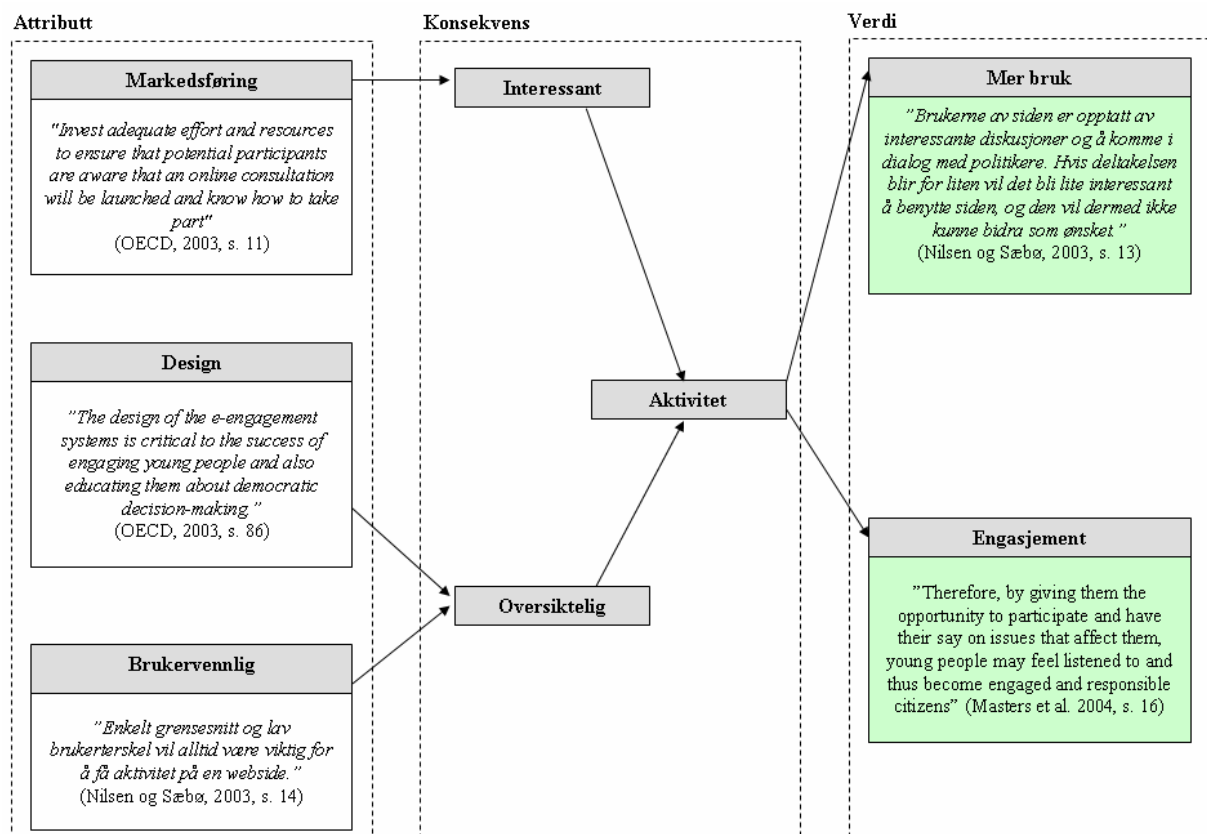 Attributt
Markedsføring
"Invest adequate effort and resources
to ensure that potential participants
are aware that an online consultation
will be launched and know how to take
part"
(OECD, 2003, s. 11)
Design
”The design of the e-engagement
systems is critical to the success of
engaging young people and also
educating them about democratic
decision-making.”
(OECD, 2003, s. 86)
Brukervennlig
”Enkelt grensesnitt og lav
brukerterskel vil alltid være viktig for
å få aktivitet på en webside.”
(Nilsen og Sæbø, 2003, s. 14)
Konsekvens
Interessant
Aktivitet
Oversiktelig
Verdi
Mer bruk
”Brukerne av siden er opptatt av
interessante diskusjoner og å komme i
dialog med politikere. Hvis deltakelsen
blir for liten vil det bli lite interessant
å benytte siden, og den vil dermed ikke
kunne bidra som ønsket.”
(Nilsen og Sæbø, 2003, s. 13)
Engasjement
”Therefore, by giving them the
opportunity to participate and have
their say on issues that affect them,
young people may feel listened to and
thus become engaged and responsible
citizens” (Masters et al. 2004, s. 16)